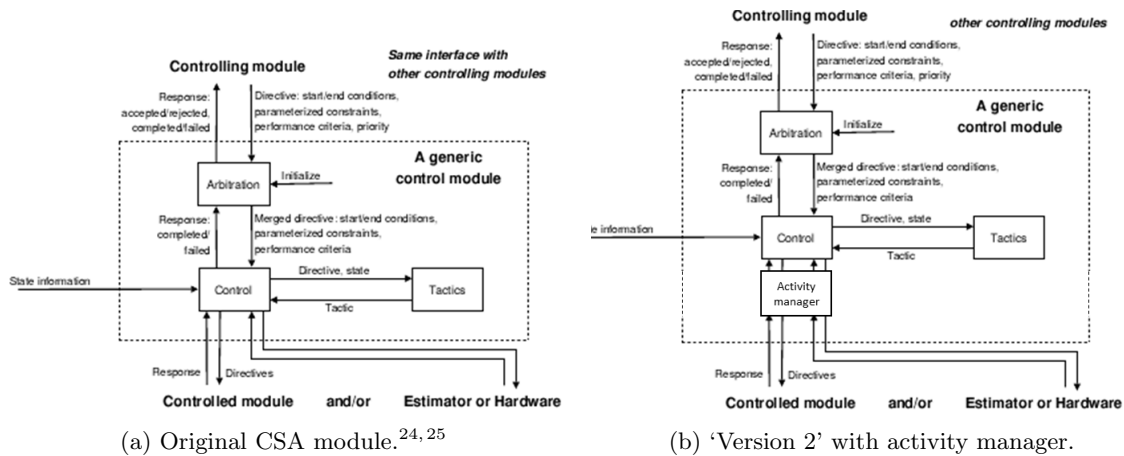 Same interface with
other controlling modules
Controlling module
Response:
accepted/rejected,
completed/failed
Directive: start/end conditions,
parameterized constraints,
performance criteria, priority
A generic
control module
Arbitration
Initialize
Response:
completed/
failed
Merged directive: start/end conditions,
parameterized constraints,
performance criteria
State information
Control
Directive, state
Tactic
Tactics
Response
Directives
Controlled module and/or Estimator or Hardware
(a) Original CSA module.24, 25
Controlling module
other controlling modules
Response:
accepted/rejected,
completed/failed
Directive: start/end conditions,
parameterized constraints,
performance criteria, priority
A generic
control module
Arbitration
Initialize
Response:
completed/
failed
Merged directive: start/end conditions,
parameterized constraints,
performance criteria
information
Control
Directive, state
Tactic
Tactics
Activity
manager
Response
Directives
Controlled module and/or Estimator or Hardware
(b) ‘Version 2’ with activity manager.